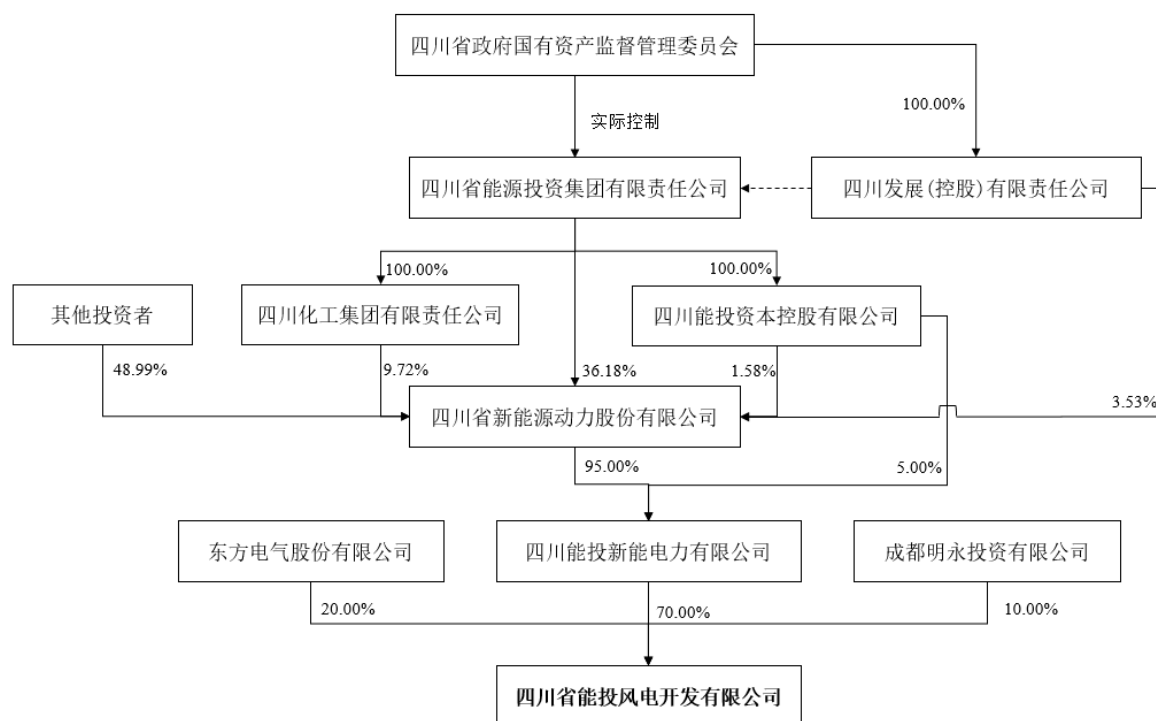 四川省政府国有资产监督管理委员会
100.00%
实际控制
四川省能源投资集团有限责任公司
四川发展(控股)有限责任公司
100.00%
100.00%
其他投资者
四川化工集团有限责任公司
四川能投资本控股有限公司
48.99%
9.72%
36.18%
1.58%
3.53%
四川省新能源动力股份有限公司
95.00%
5.00%
东方电气股份有限公司
四川能投新能电力有限公司
成都明永投资有限公司
20.00%
70.00%
10.00%
四川省能投风电开发有限公司